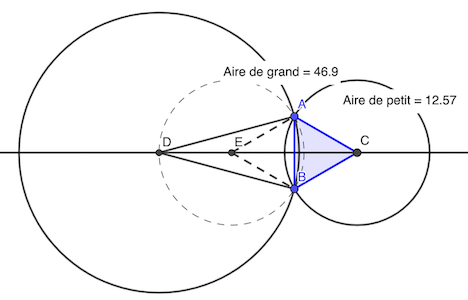 Aire de grand = 46.9
A
Aire de petit = 12.57
D
E
C
B